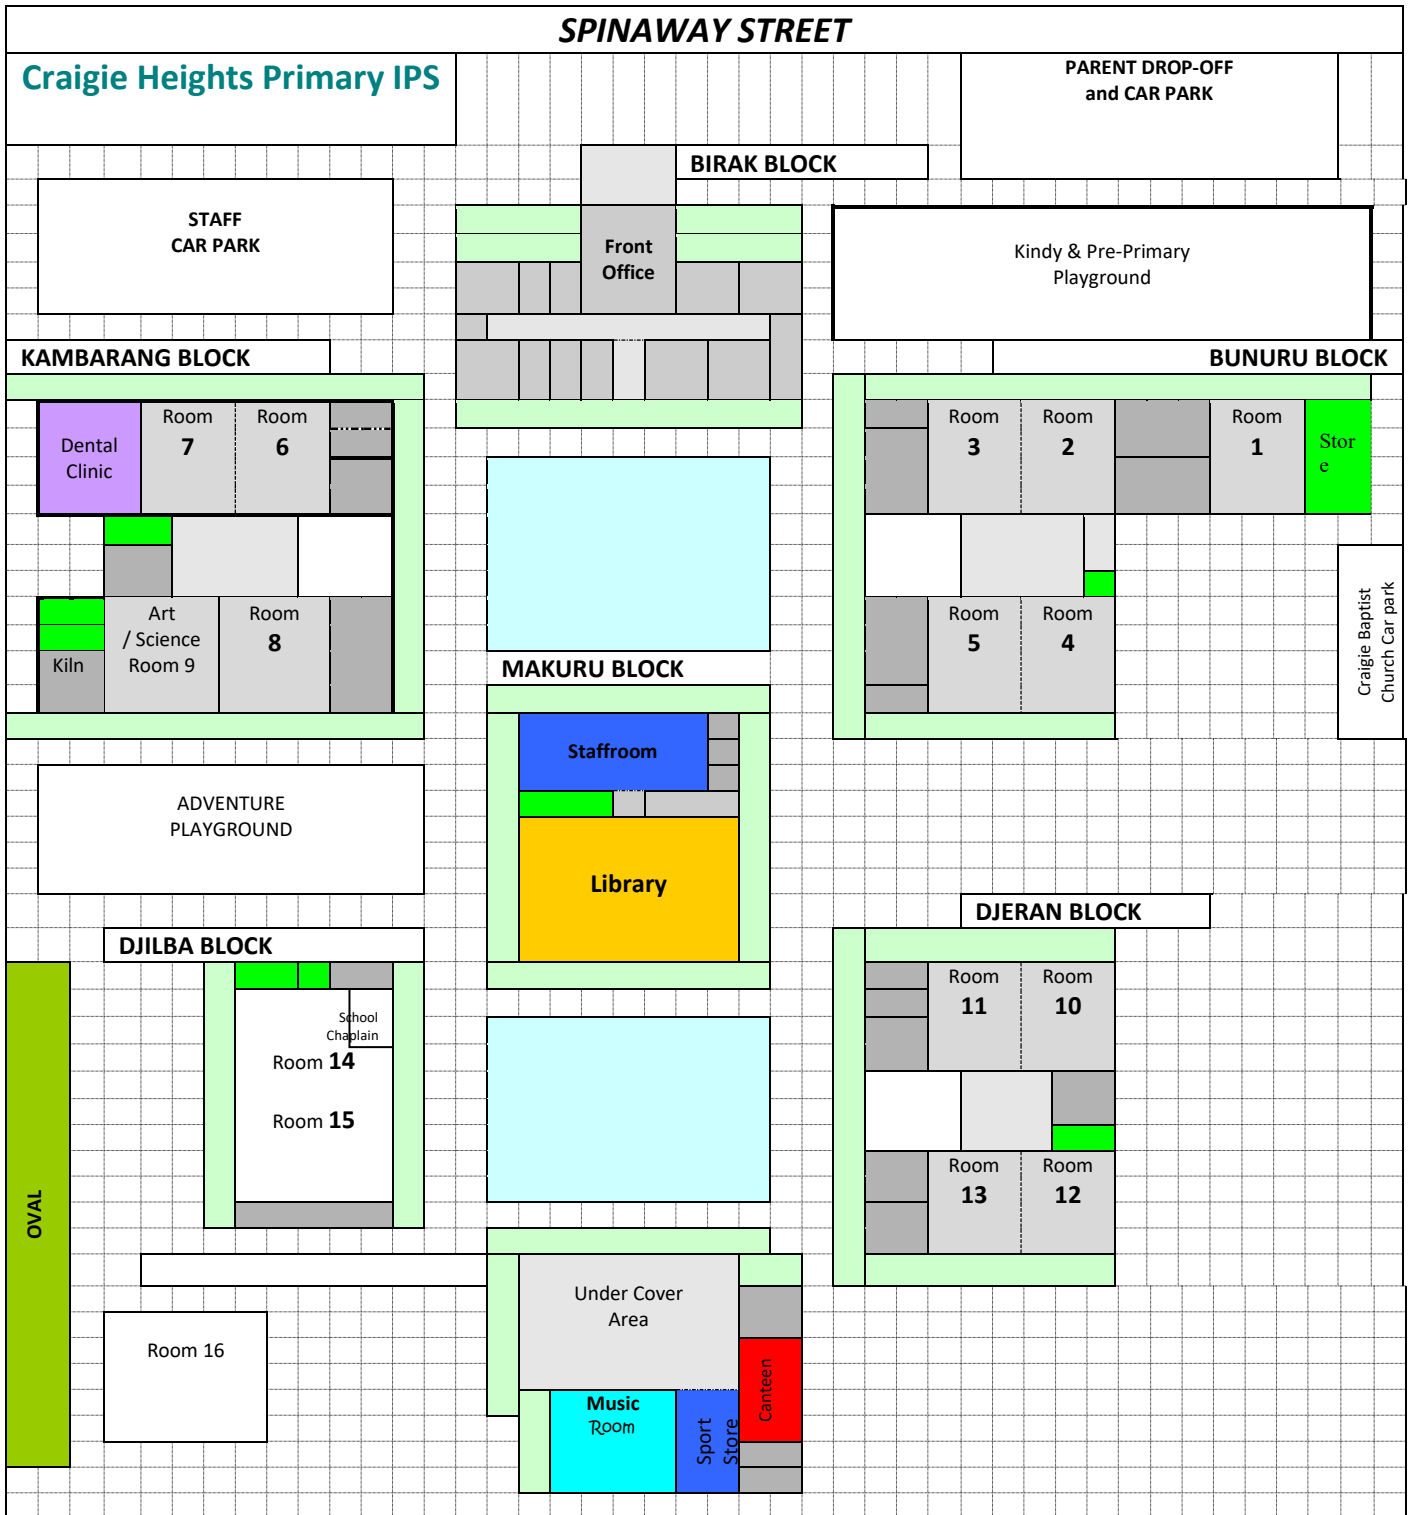 SPINAWAY STREET
Craigie Heights Primary IPS
PARENT DROP-OFF
and CAR PARK
BIRAK BLOCK
STAFF
CAR PARK
Front
Office
Kindy & Pre-Primary
Playground
KAMBARANG BLOCK
BUNURU BLOCK
Dental
Clinic
Room
7
Room
6
Room
3
Room
2
Room
1
Stor
e
Kiln
Art
/ Science
Room 9
Room
8
Room
5
Room
4
Craigie Baptist
Church Car park
MAKURU BLOCK
Staffroom
ADVENTURE
PLAYGROUND
Library
DJERAN BLOCK
DJILBA BLOCK
School
Chaplain
Room 14
Room 15
Room
11
Room
10
Room
13
Room
12
OVAL
Under Cover
Area
Room 16
Music
Room
Sport
Store
Canteen